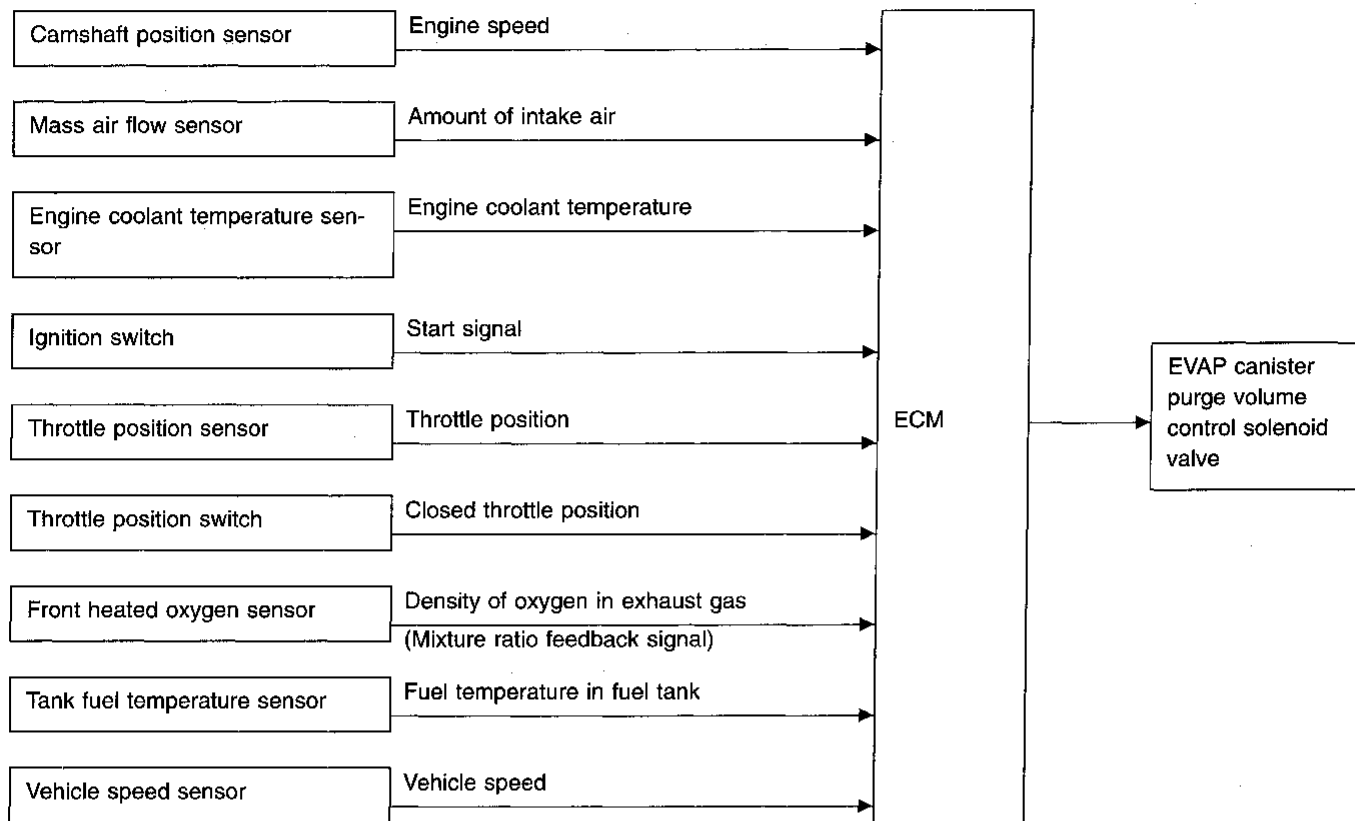 Camshaft position sensor
Engine speed
Mass air flow sensor
Amount of intake air
Engine coolant temperature sen-
sor
Engine coolant temperature
Ignition switch
Start signal
Throttle position sensor
Throttle position
Throttle position switch
Closed throttle position
Front heated oxygen sensor
Density of oxygen in exhaust gas
(Mixture ratio feedback signal)
Tank fuel temperature sensor
Fuel temperature in fuel tank
Vehicle speed sensor
Vehicle speed
ECM
EVAP canister
purge volume
control solenoid
valve